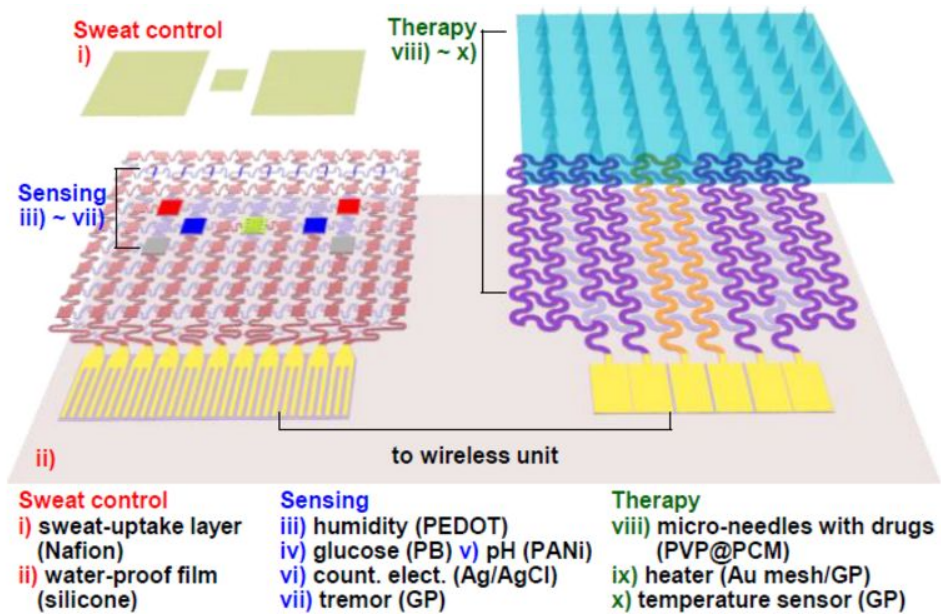 Sweat control
i)
Therapy
viii) ~ x)
Sensing
iii) ~ vii)
ii)
to wireless unit
Sweat control
i) sweat-uptake layer
(Nafion)
ii) water-proof film
(silicone)
Sensing
iii) humidity (PEDOT)
iv) glucose (PB) v) pH (PANi)
vi) count. elect. (Ag/AgCl)
vii) tremor (GP)
Therapy
viii) micro-needles with drugs
(PVP@PCM)
ix) heater (Au mesh/GP)
x) temperature sensor (GP)